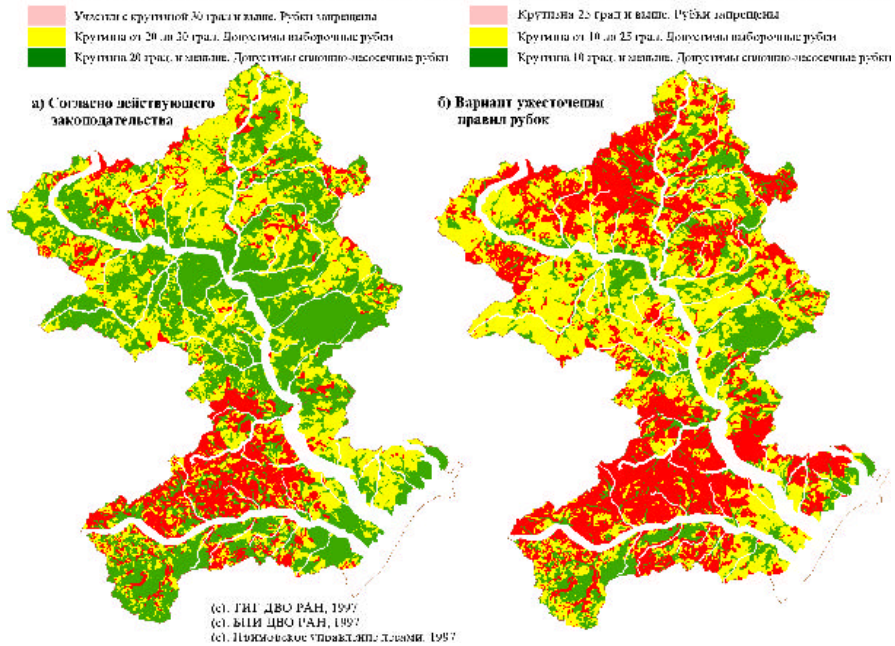 Участки с крутизной 30 град и выше. Рубки запрещены
Крутизна от 20 до 30 град. Допустимы выборочные рубки
Крутизна 20 град. и меньше. Допустимы сплошно-лесосечные рубки
Крутизна 25 град и выше. Рубки запрещены
Крутизна от 10 до 25 град. Допустимы выборочные рубки
Крутизна 10 град. и меньше. Допустимы сплошно-лесосечные рубки
а) Согласно действующего
законодательства
б) Вариант ужесточения
правил рубок
(с). ТИГ ДВО РАН, 1997
(с). БПИ ДВО РАН, 1997
(с). управление лесами, 1997